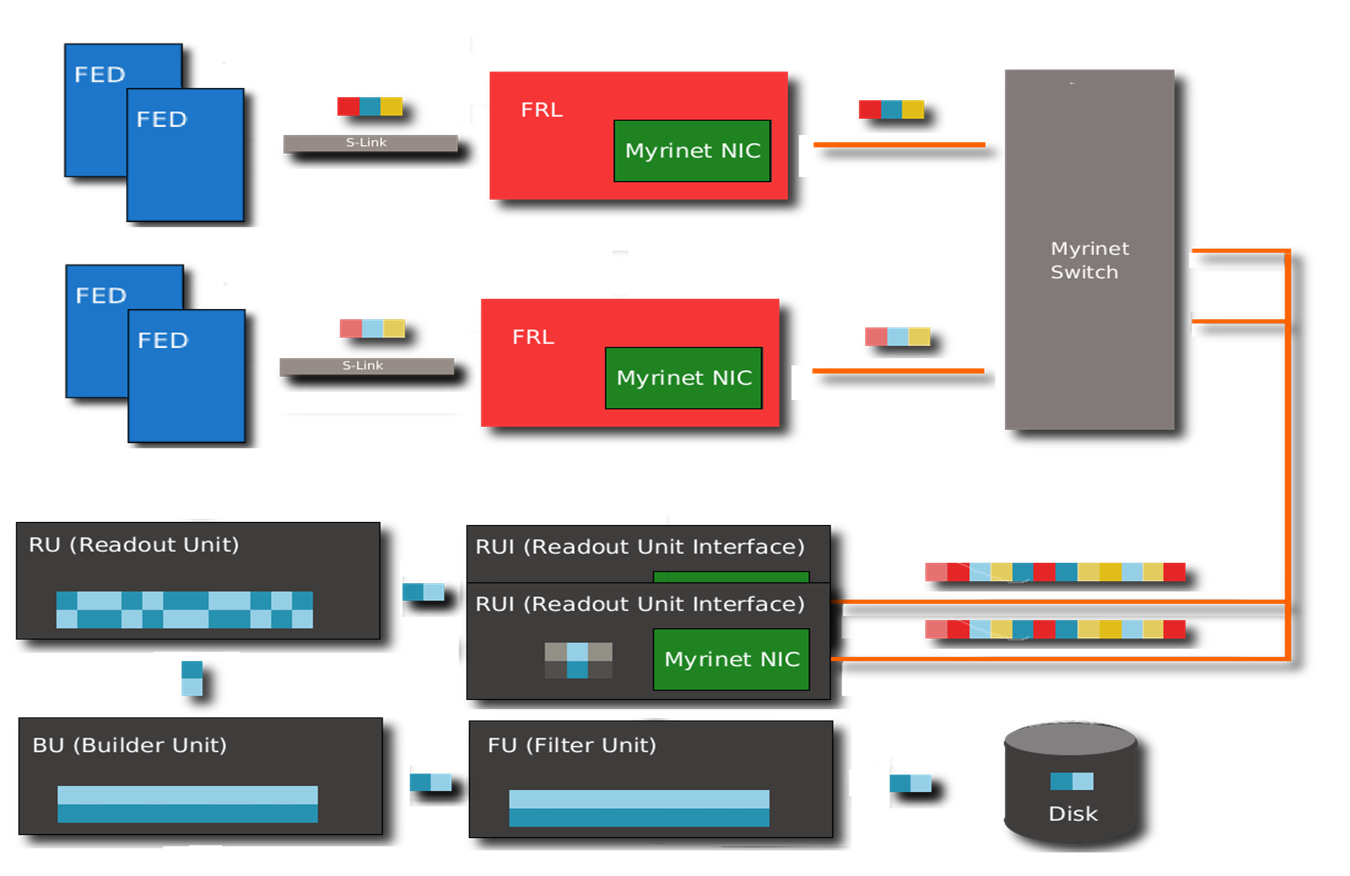 FED
FED
S-Link
FRL
Myrinet NIC
Myrinet
Switch
FED
FED
S-Link
FRL
Myrinet NIC
RU (Readout Unit)
RUI (Readout Unit Interface)
RUI (Readout Unit Interface)
Myrinet NIC
BU (Builder Unit)
FU (Filter Unit)
Disk